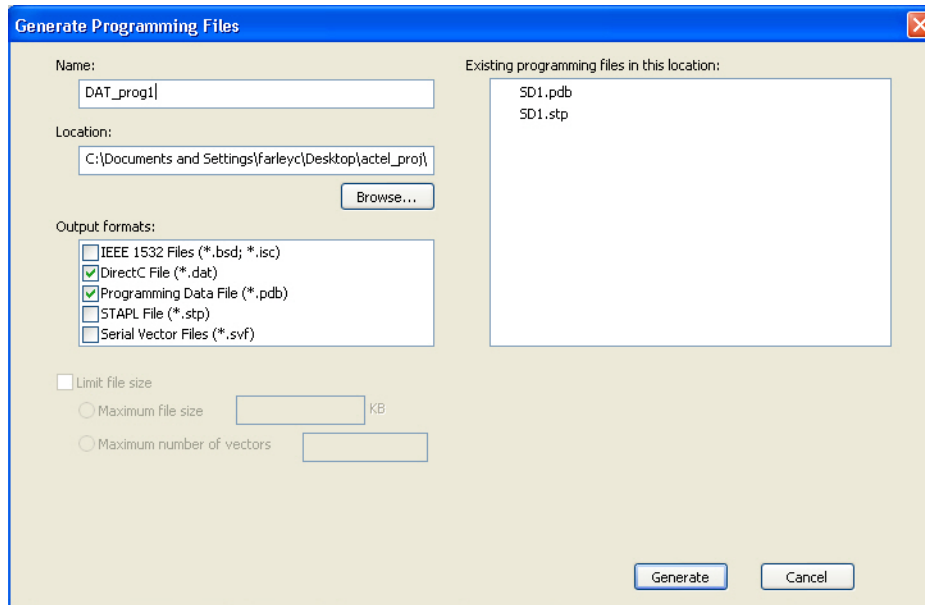 Generate Programming Files
Name:
DAT_prog1
Location:
C:\Documents and Settings\farleyc\Desktop\actel_proj\
Browse...
Output formats:
IEEE 1532 Files (*.bsd; *.isc)
DirectC File (*.dat)
Programming Data File (*.pdb)
STAPL File (*.stp)
Serial Vector Files (*.svf)
Limit file size
Maximum file size
KB
Maximum number of vectors
Existing programming files in this location:
SD1.pdb
SD1.stp
Generate
Cancel